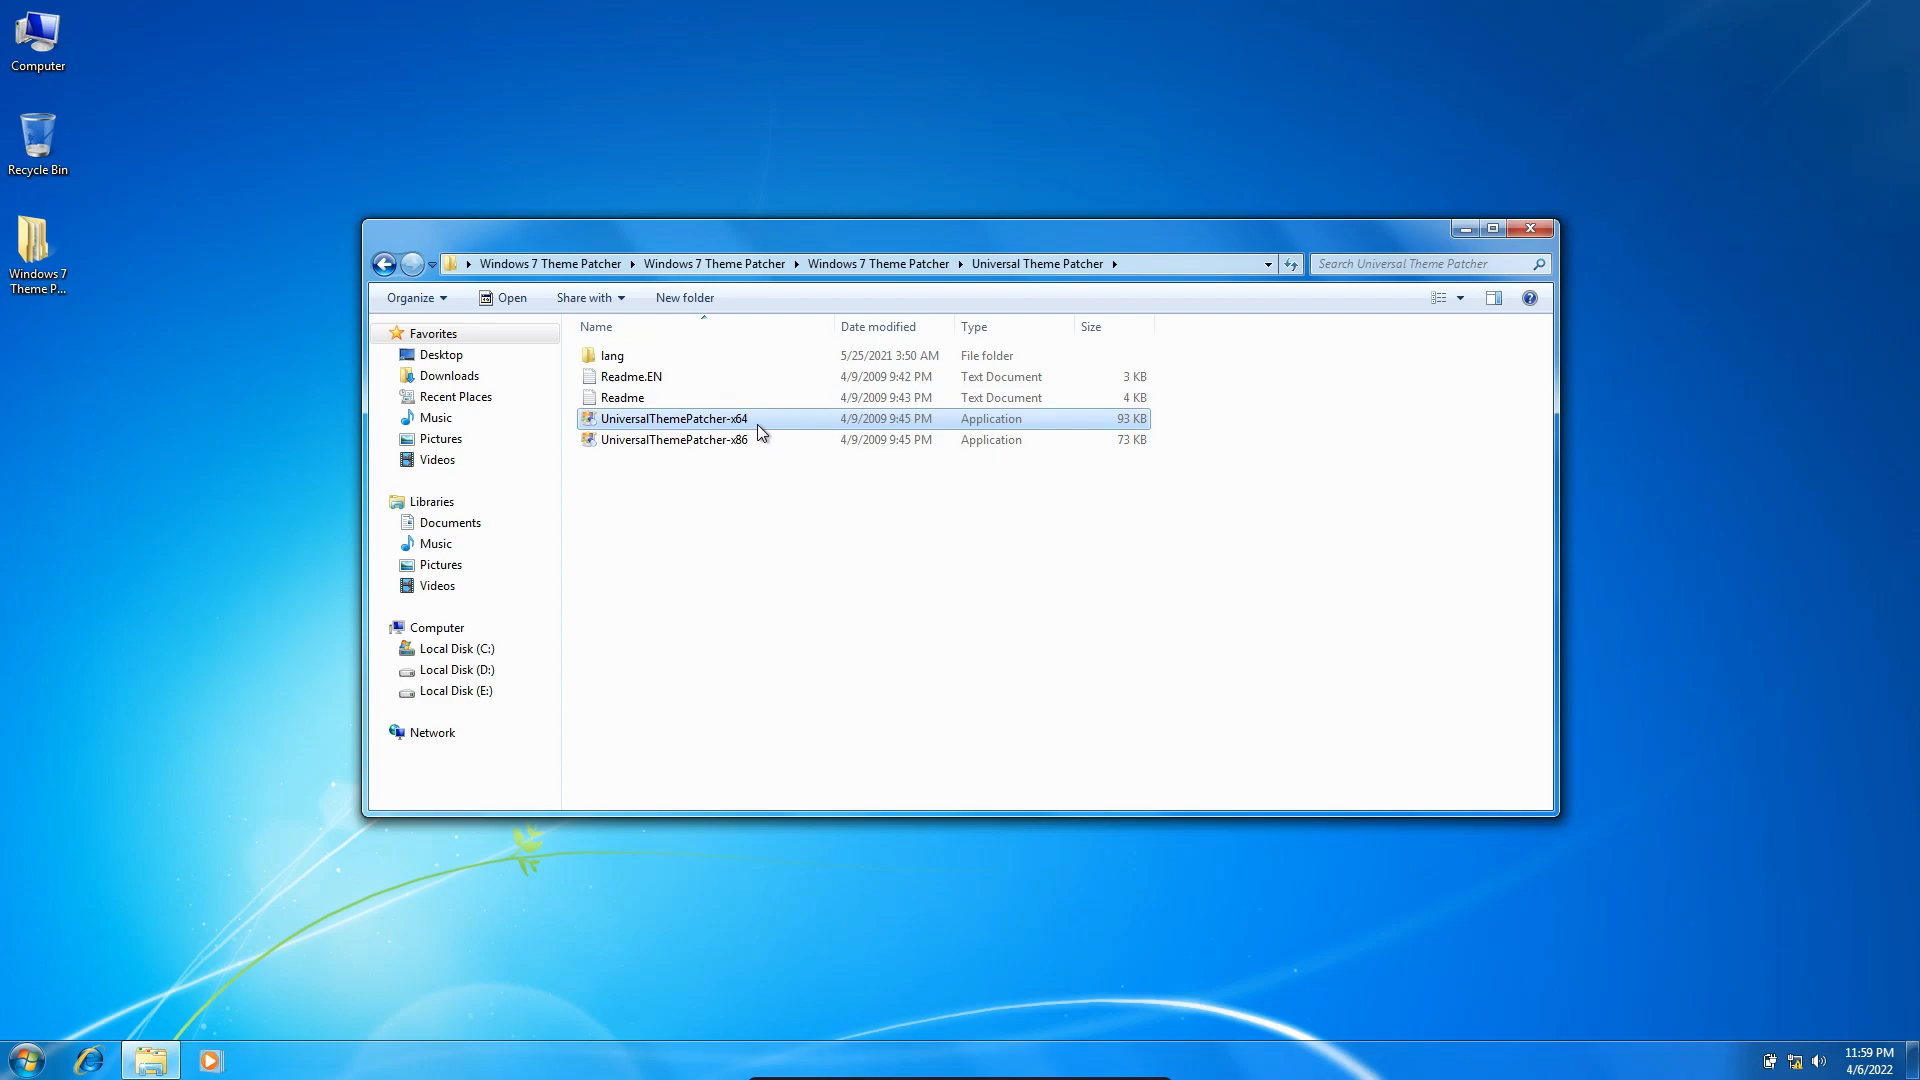 Computer
Recycle Bin
Windows 7
Theme P...
Windows 7 Theme Patcher Windows 7 Theme Patcher Windows 7 Theme Patcher Universal Theme Patcher
Search Universal Theme Patcher
Organize Open Share with New folder
Favorites
Desktop
Downloads
Recent Places
Music
Pictures
Videos
Libraries
Documents
Music
Pictures
Videos
Computer
Local Disk (C:)
Local Disk (D:)
Local Disk (E:)
Network
Name Date modified Type Size
lang 5/25/2021 3:50 AM File folder
Readme.EN 4/9/2009 9:42 PM Text Document 3 KB
Readme 4/9/2009 9:43 PM Text Document 4 KB
UniversalThemePatcher-x64 4/9/2009 9:45 PM Application 93 KB
UniversalThemePatcher-x86 4/9/2009 9:45 PM Application 73 KB
11:59 PM
4/6/2022